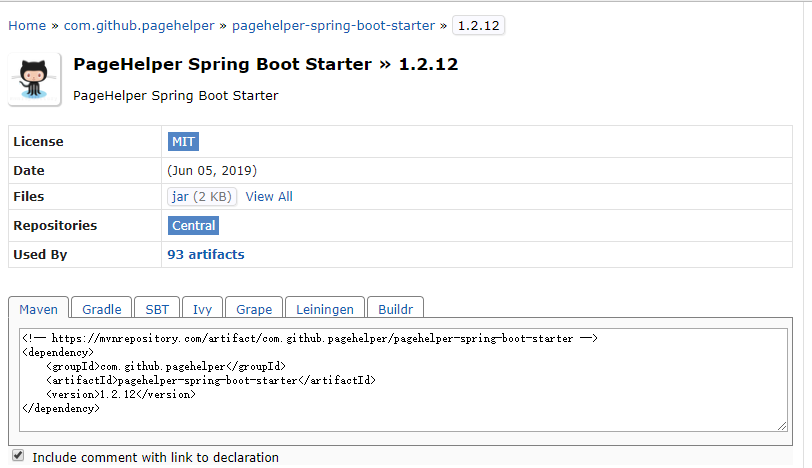 Home » com.github.pagehelper » pagehelper-spring-boot-starter » 1.2.12
PageHelper Spring Boot Starter » 1.2.12
PageHelper Spring Boot Starter
License MIT
Date (Jun 05, 2019)
Files jar (2 KB) View All
Repositories Central
Used By 93 artifacts
Maven Gradle SBT Ivy Grape Leiningen Buildr
<!-- https://mvnrepository.com/artifact/com.github.pagehelper/pagehelper-spring-boot-starter -->
<dependency>
    <groupId>com.github.pagehelper</groupId>
    <artifactId>pagehelper-spring-boot-starter</artifactId>
    <version>1.2.12</version>
</dependency>
Include comment with link to declaration